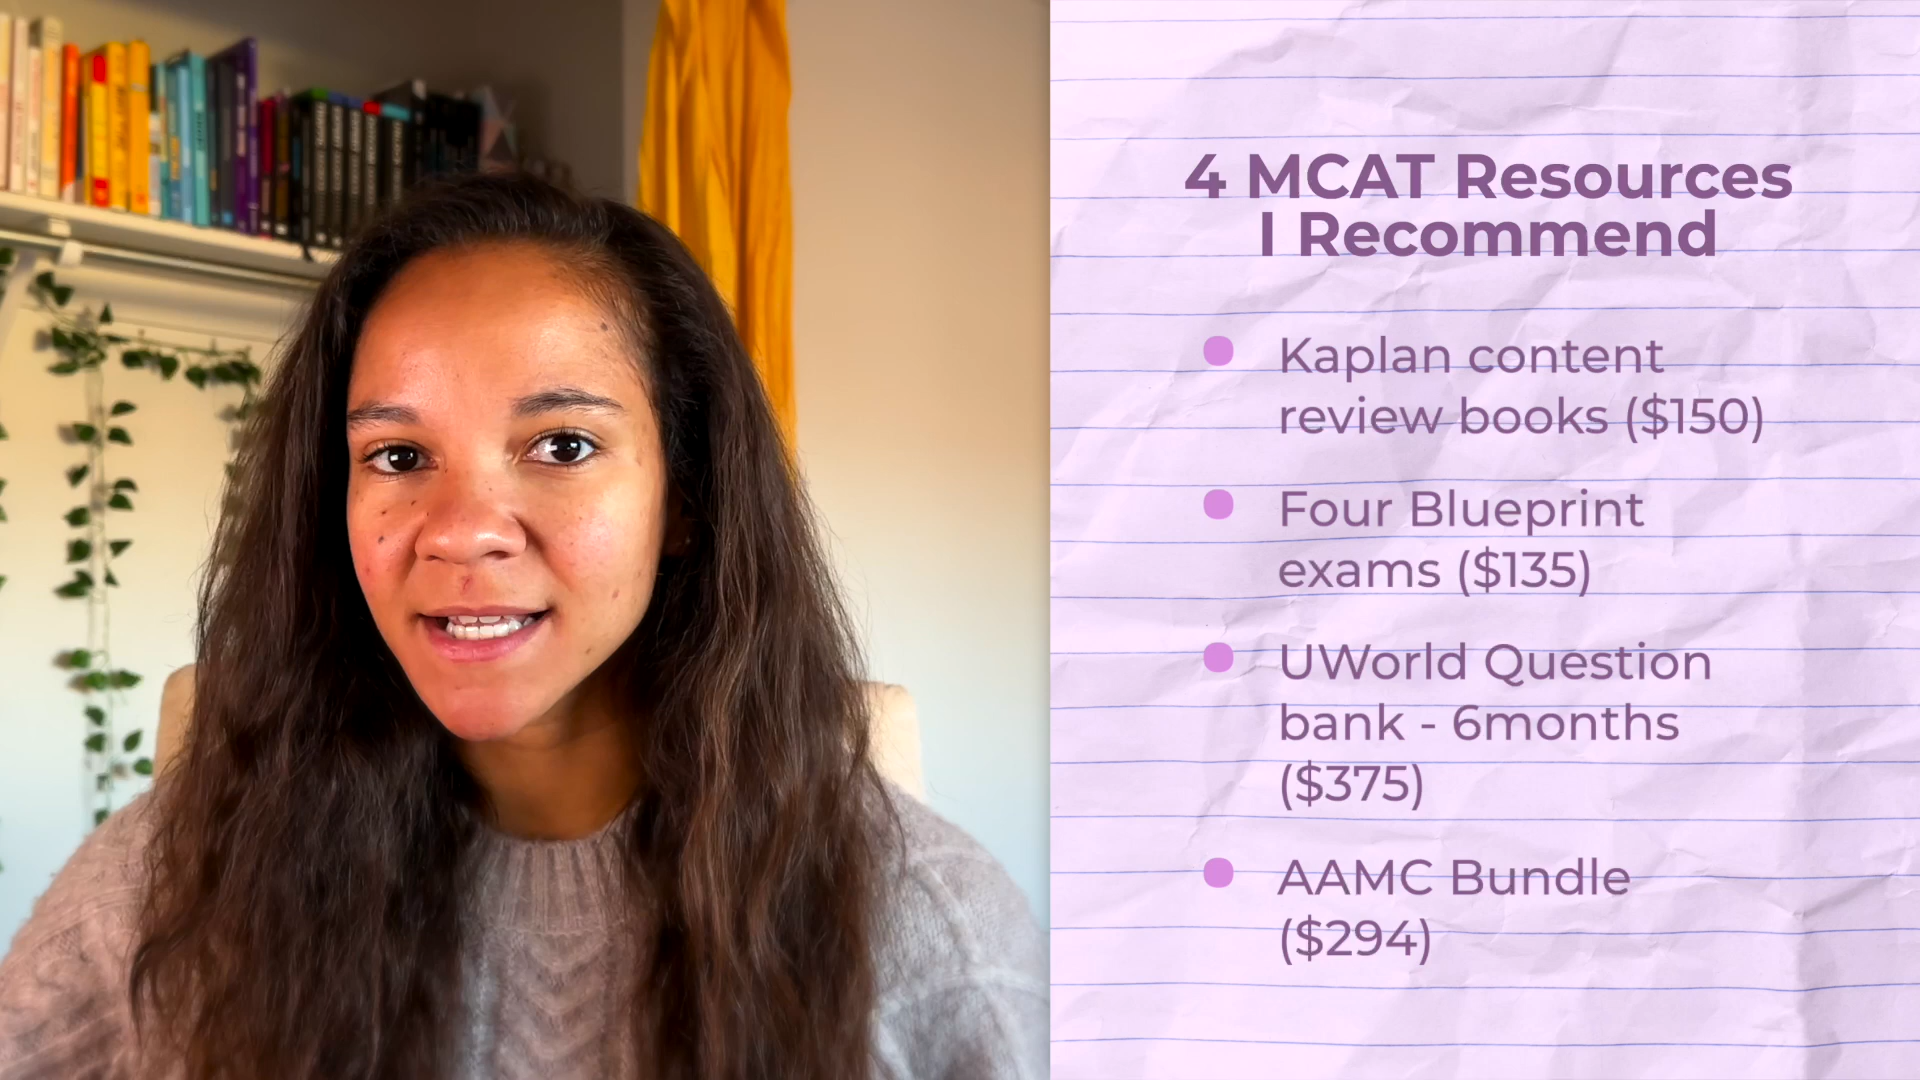 4 MCAT Resources
I Recommend
Kaplan content
review books ($150)
Four Blueprint
exams ($135)
UWorld Question
bank - 6months
($375)
AAMC Bundle
($294)